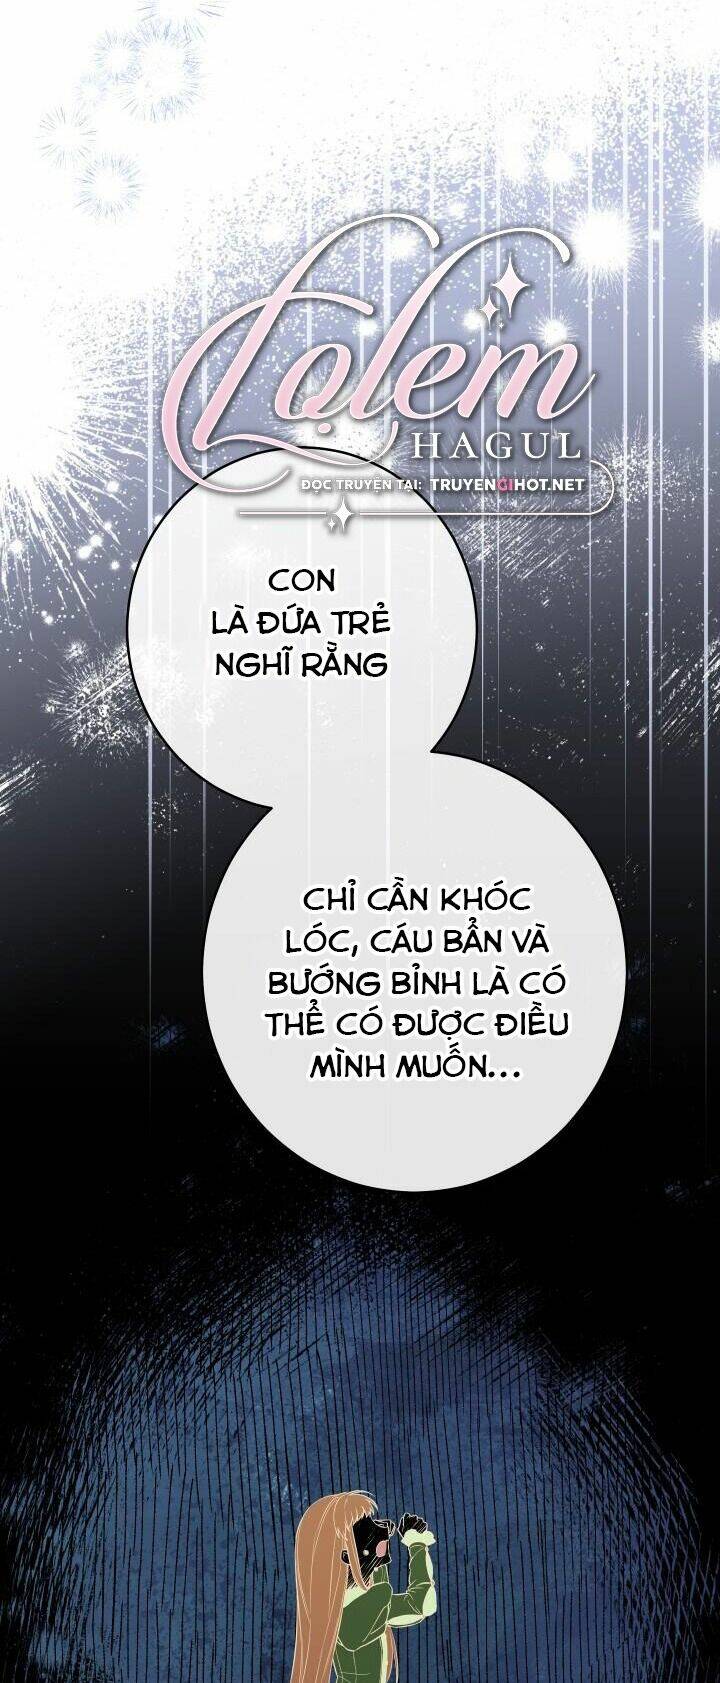 Lọlem
HAGUL
ĐỌC TRUYỆN TẠI: TRUYENGIHOT.NET
CON
LÀ ĐỨA TRẺ
NGHĨ RẰNG
CHỈ CẦN KHÓC
LÓC, CÁU BẨN VÀ
BƯỚNG BỈNH LÀ CÓ
THỂ CÓ ĐƯỢC ĐIỀU
MÌNH MUỐN...